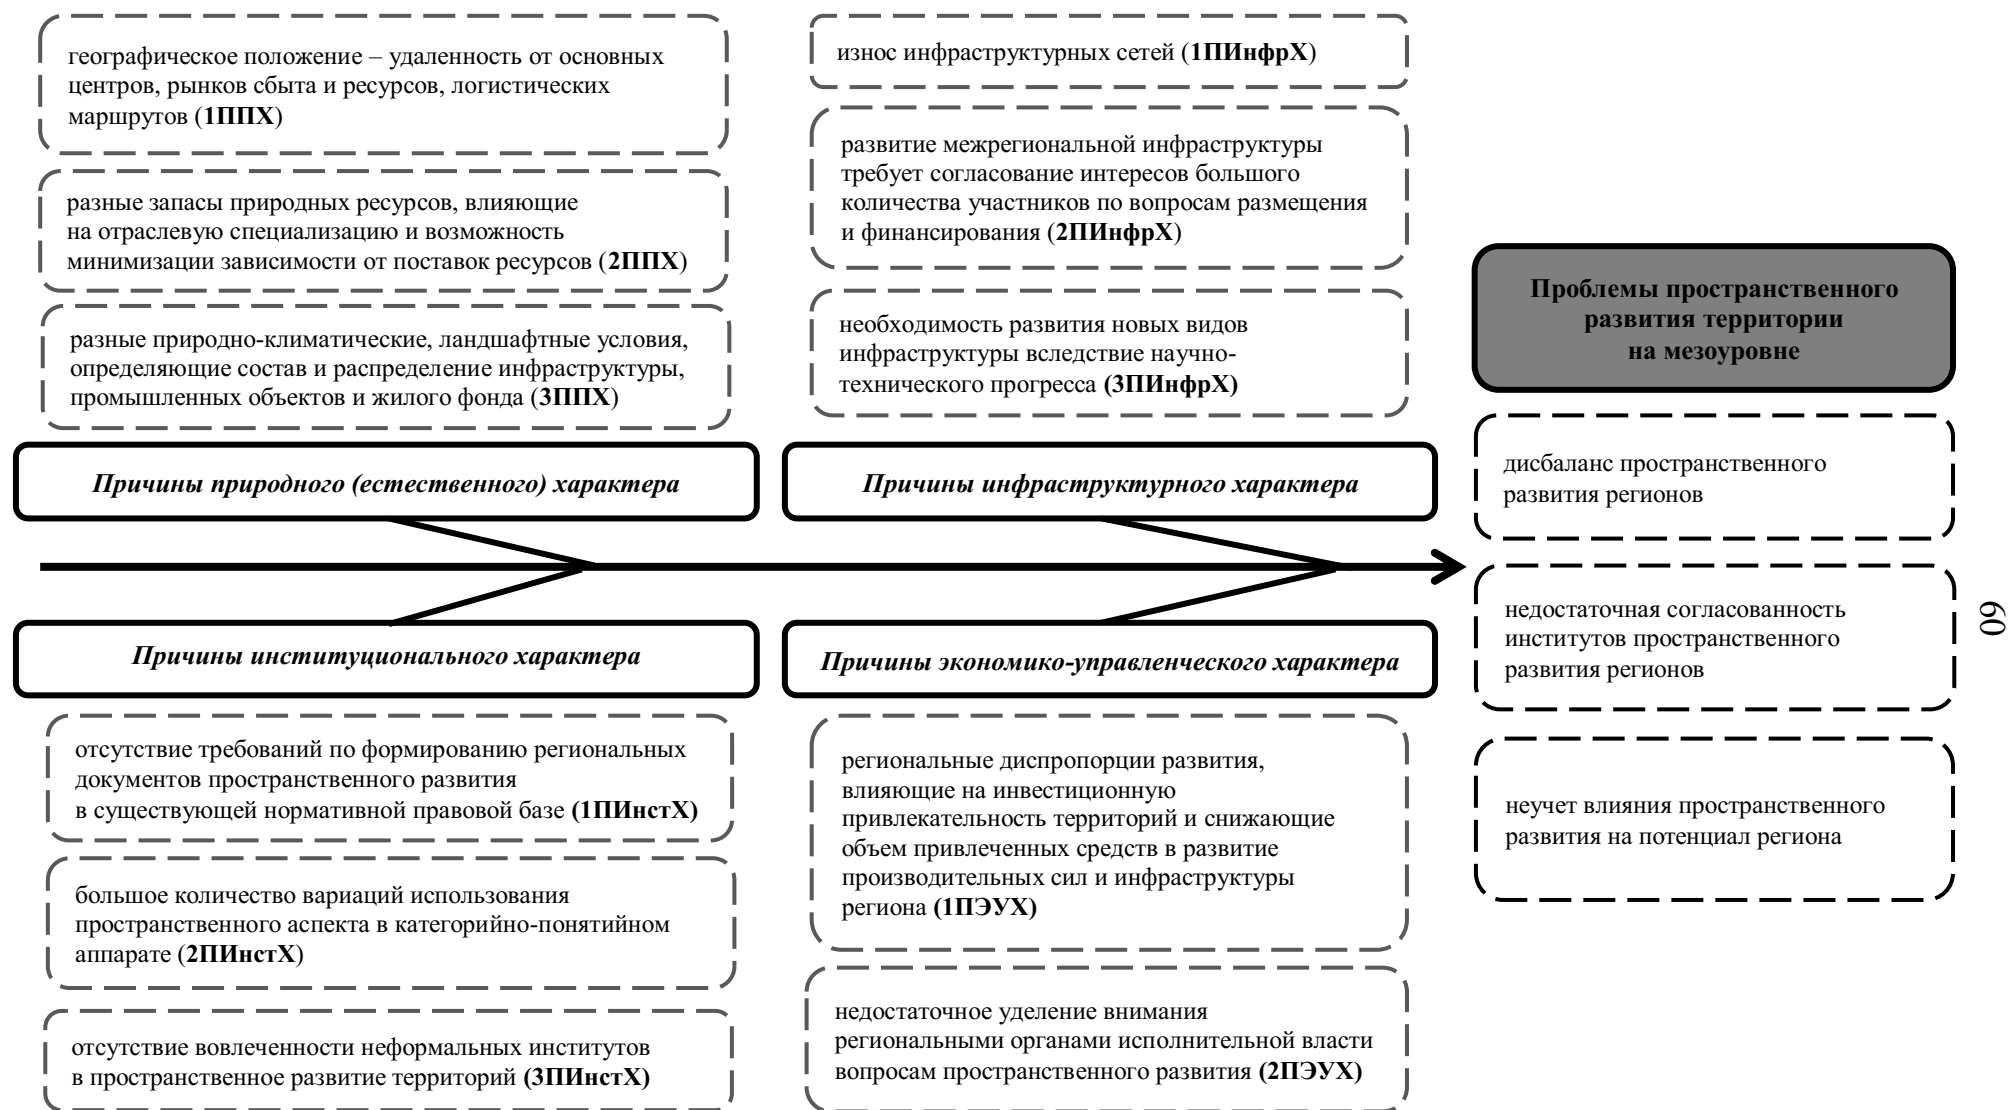 географическое положение – удаленность от основных
центров, рынков сбыта и ресурсов, логистических
маршрутов (1ППХ)
разные запасы природных ресурсов, влияющие
на отраслевую специализацию и возможность
минимизации зависимости от поставок ресурсов (2ППХ)
разные природно-климатические, ландшафтные условия,
определяющие состав и распределение инфраструктуры,
промышленных объектов и жилого фонда (3ППХ)
Причины природного (естественного) характера
износ инфраструктурных сетей (1ПИнфрХ)
развитие межрегиональной инфраструктуры
требует согласование интересов большого
количества участников по вопросам размещения
и финансирования (2ПИнфрХ)
необходимость развития новых видов
инфраструктуры вследствие научно-
технического прогресса (3ПИнфрХ)
Причины инфраструктурного характера
Причины институционального характера
отсутствие требований по формированию региональных
документов пространственного развития
в существующей нормативной правовой базе (1ПИнстХ)
большое количество вариаций использования
пространственного аспекта в категорийно-понятийном
аппарате (2ПИнстХ)
отсутствие вовлеченности неформальных институтов
в пространственное развитие территорий (3ПИнстХ)
Причины экономико-управленческого характера
региональные диспропорции развития,
влияющие на инвестиционную
привлекательность территорий и снижающие
объем привлеченных средств в развитие
производительных сил и инфраструктуры
региона (1ПЭУХ)
недостаточное уделение внимания
региональными органами исполнительной власти
вопросам пространственного развития (2ПЭУХ)
Проблемы пространственного
развития территории
на мезоуровне
дисбаланс пространственного
развития регионов
недостаточная согласованность
институтов пространственного
развития регионов
неучет влияния пространственного
развития на потенциал региона
60